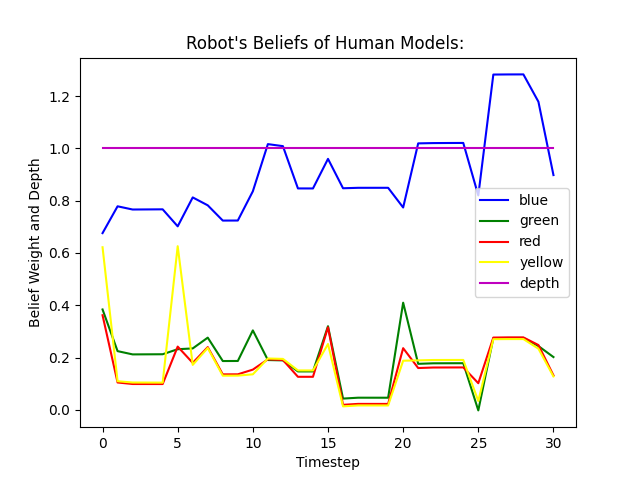 Robot's Beliefs of Human Models:
Belief Weight and Depth
1.2
1.0
0.8
0.6
0.4
0.2
0.0
blue
green
red
yellow
depth
0 5 10 15 20 25 30
Timestep